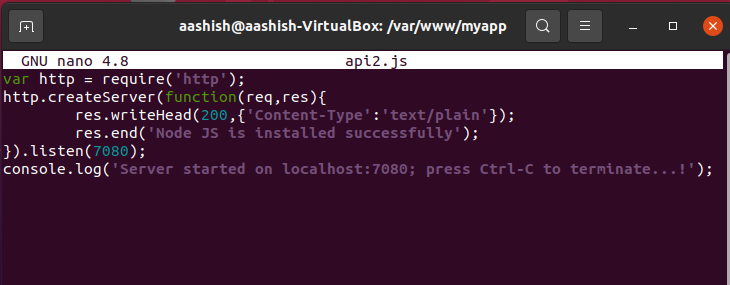 aashish@aashish-VirtualBox: /var/www/myapp
GNU nano 4.8 api2.js
var http = require('http');
http.createServer(function(req,res){
        res.writeHead(200,{'Content-Type':'text/plain'});
        res.end('Node JS is installed successfully');
}).listen(7080);
console.log('Server started on localhost:7080; press Ctrl-C to terminate...!');